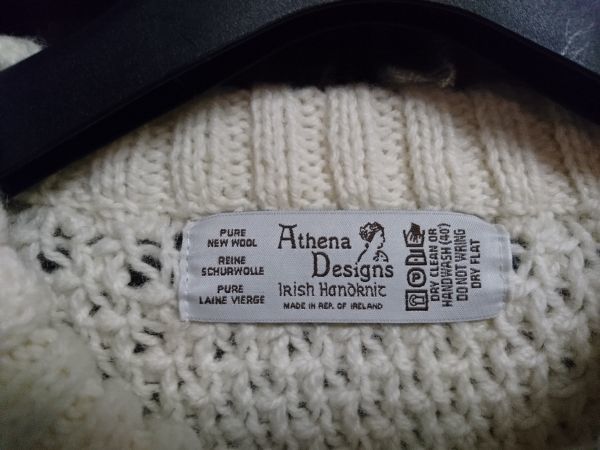 PURE
NEW WOOL
REINE
SCHURWOLLE
PURE
LAINE VIERGE
Athena
Designs
Irish Handknit
MADE IN REP. OF IRELAND
DRY CLEAN OR
HANDWASH (40)
DO NOT WRING
DRY FLAT